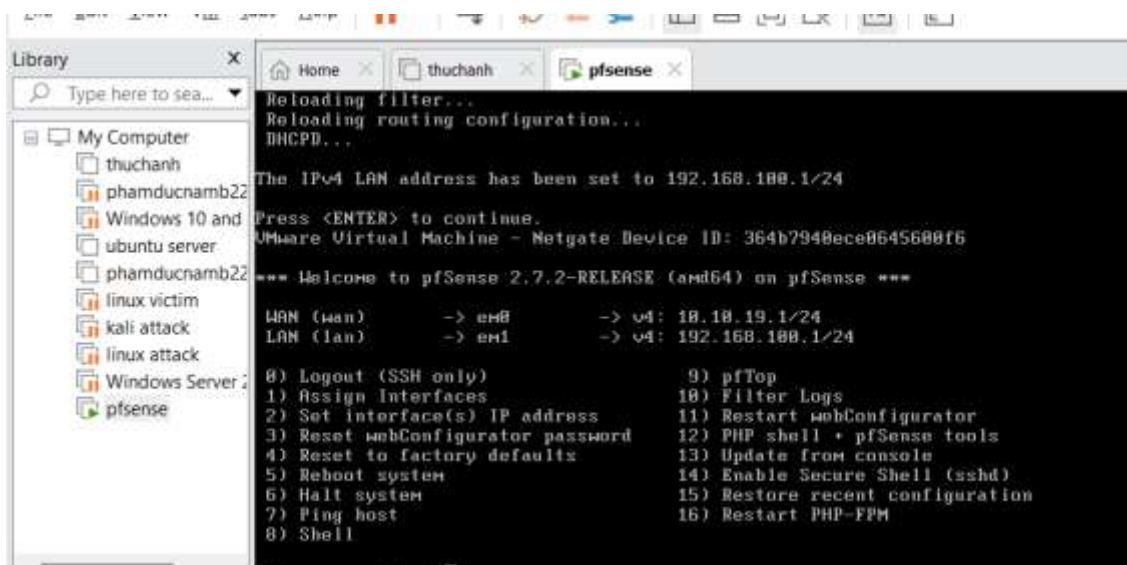 Library X
Home × thuchanh × pfsense ×
Type here to sea...
My Computer
thuchanh
phamducnamb22
Windows 10 and
ubuntu server
phamducnamb22
linux victim
kali attack
linux attack
Windows Server 2
pfsense
Reloading filter...
Reloading routing configuration...
DHCPD...
The IPv4 LAN address has been set to 192.168.100.1/24
Press <ENTER> to continue.
VMware Virtual Machine - Netgate Device ID: 364b7940ece0645600f6
*** Welcome to pfSense 2.7.2-RELEASE (amd64) on pfSense ***
WAN (wan) -> em0 -> v4: 10.10.19.1/24
LAN (lan) -> em1 -> v4: 192.168.100.1/24
0) Logout (SSH only) 9) pfTop
1) Assign Interfaces 10) Filter Logs
2) Set interface(s) IP address 11) Restart webConfigurator
3) Reset webConfigurator password 12) PHP shell + pfSense tools
4) Reset to factory defaults 13) Update from console
5) Reboot system 14) Enable Secure Shell (sshd)
6) Halt system 15) Restore recent configuration
7) Ping host 16) Restart PHP-FPM
8) Shell